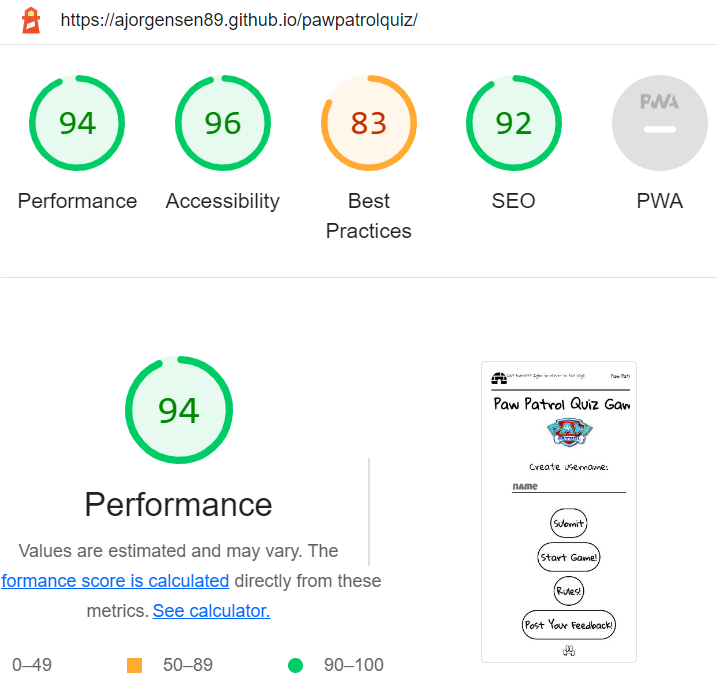 https://ajorgensen89.github.io/pawpatrolquiz/
94
96
83
92
PWA
Performance
Accessibility
Best
Practices
SEO
PWA
94
Performance
Values are estimated and may vary. The
formance score is calculated directly from these
metrics. See calculator.
0–49
50–89
90–100
Paw Pat
Paw Patrol Quiz Gam
PAW
PATROL
Create username:
name
Submit
Start Game!
Rules!
Post Your Feedback!